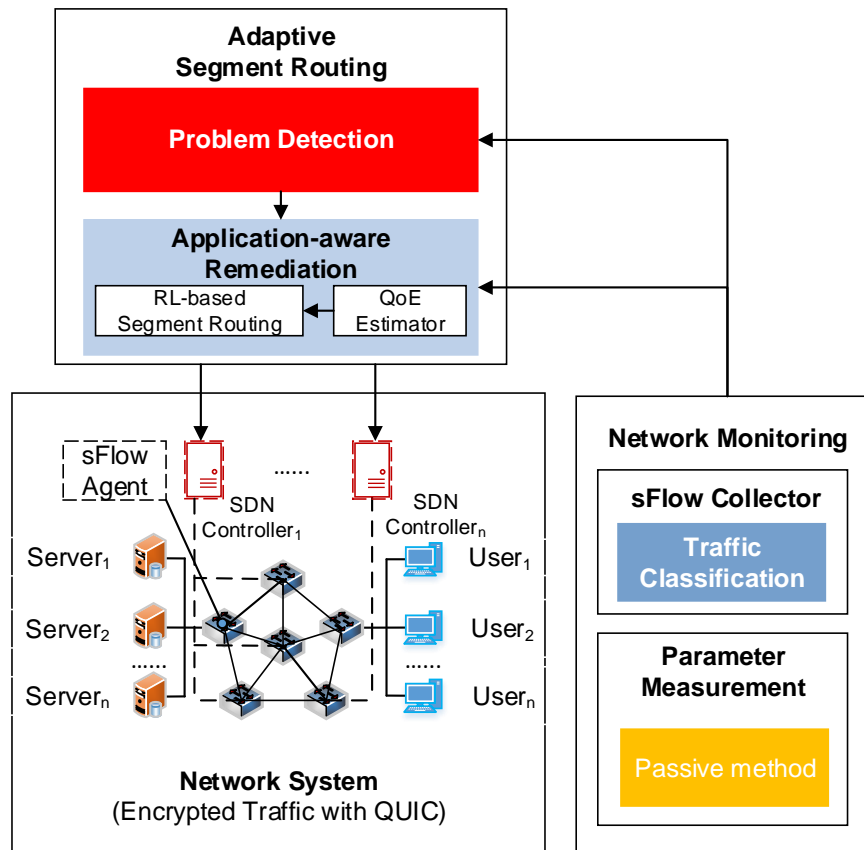 Adaptive
Segment Routing
Problem Detection
Application-aware
Remediation
RL-based
Segment Routing
QoE
Estimator
sFlow
Agent
......
SDN
Controller₁
SDN
Controllerₙ
Server₁
Server₂
......
Serverₙ
User₁
User₂
......
Userₙ
Network System
(Encrypted Traffic with QUIC)
Network Monitoring
sFlow Collector
Traffic
Classification
Parameter
Measurement
Passive method